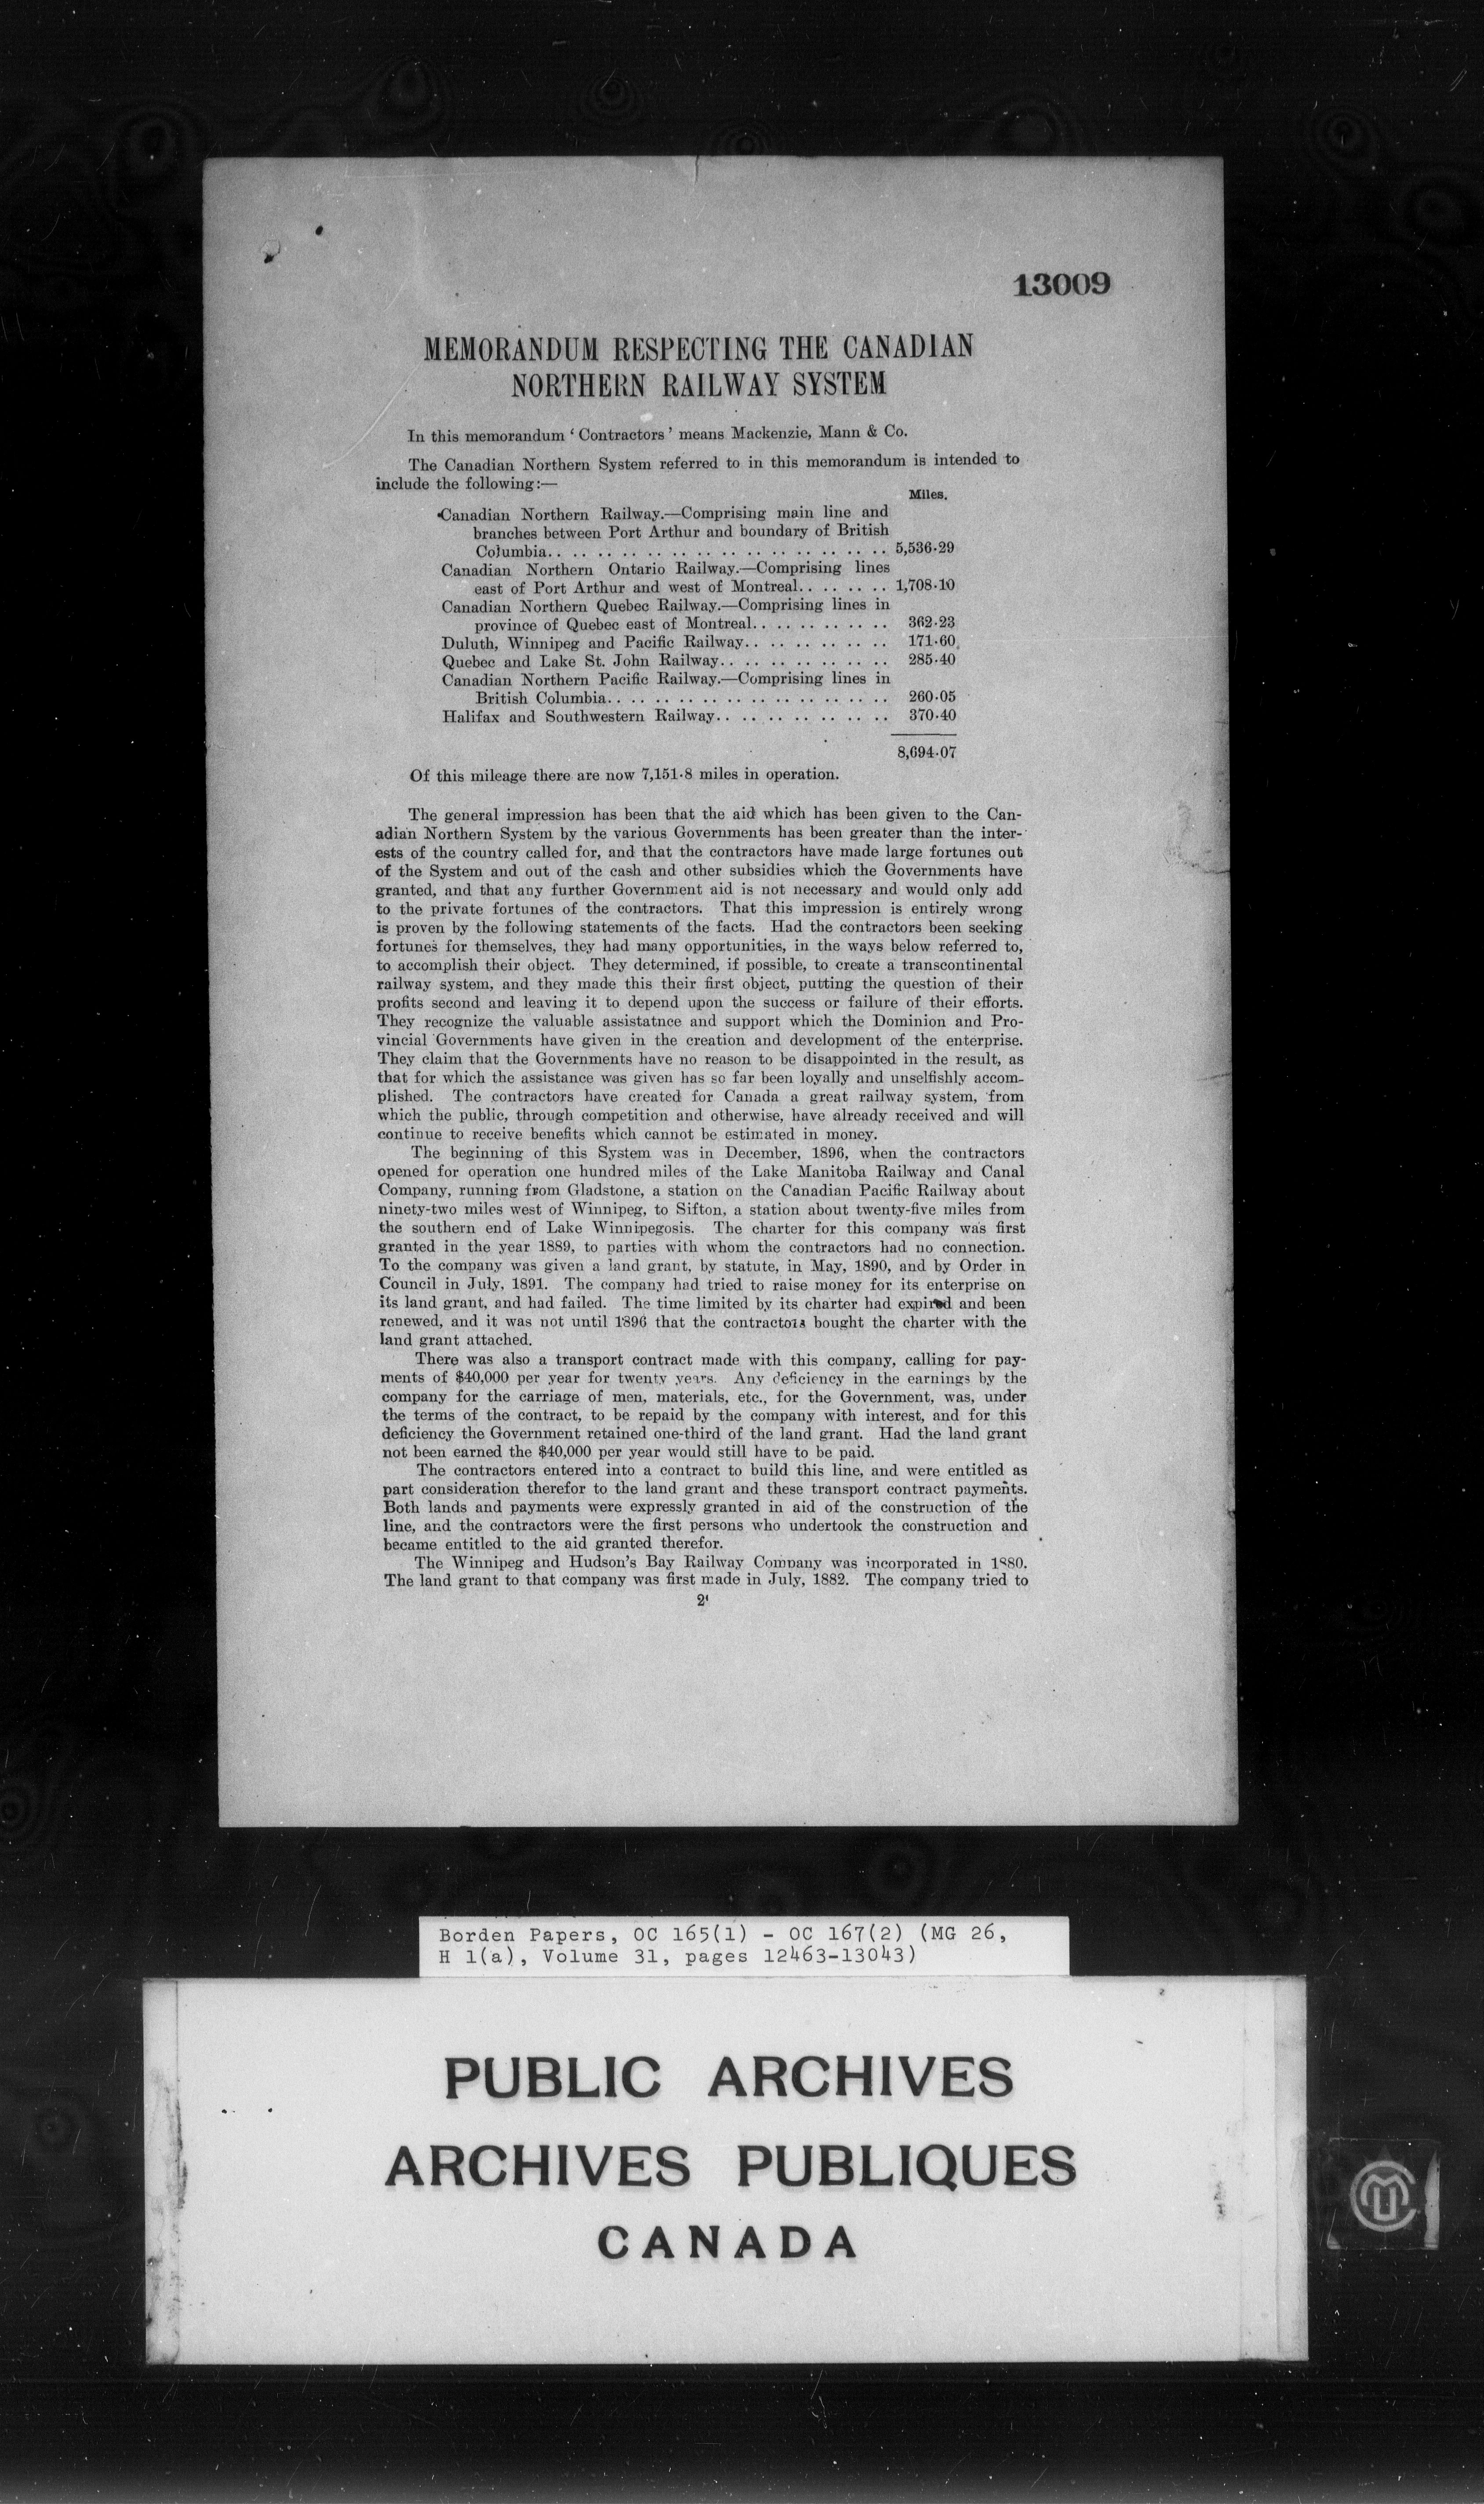 13009
MEMORANDUM RESPECTING THE CANADIAN
NORTHERN RAILWAY SYSTEM
In this memorandum ‘ Contractors ’ means Mackenzie, Mann & Co.
The Canadian Northern System referred to in this memorandum is intended to
include the following:—
Miles.
Canadian Northern Railway.—Comprising main line and
branches between Port Arthur and boundary of British
Columbia. . . . . . . . . . . . . . . . . . . . . . . . . . . . 5,536·29
Canadian Northern Ontario Railway.—Comprising lines
east of Port Arthur and west of Montreal. . . . . . . . 1,708·10
Canadian Northern Quebec Railway.—Comprising lines in
province of Quebec east of Montreal. . . . . . . . . . . . 362·23
Duluth, Winnipeg and Pacific Railway. . . . . . . . . . . . 171·60
Quebec and Lake St. John Railway. . . . . . . . . . . . . . 285·40
Canadian Northern Pacific Railway.—Comprising lines in
British Columbia. . . . . . . . . . . . . . . . . . . . . . . . 260·05
Halifax and Southwestern Railway. . . . . . . . . . . . . . 370·40
8,694·07
Of this mileage there are now 7,151·8 miles in operation.
The general impression has been that the aid which has been given to the Can-
adian Northern System by the various Governments has been greater than the inter-
ests of the country called for, and that the contractors have made large fortunes out
of the System and out of the cash and other subsidies which the Governments have
granted, and that any further Government aid is not necessary and would only add
to the private fortunes of the contractors. That this impression is entirely wrong
is proven by the following statements of the facts. Had the contractors been seeking
fortunes for themselves, they had many opportunities, in the ways below referred to,
to accomplish their object. They determined, if possible, to create a transcontinental
railway system, and they made this their first object, putting the question of their
profits second and leaving it to depend upon the success or failure of their efforts.
They recognize the valuable assistatnce and support which the Dominion and Pro-
vincial Governments have given in the creation and development of the enterprise.
They claim that the Governments have no reason to be disappointed in the result, as
that for which the assistance was given has so far been loyally and unselfishly accom-
plished. The contractors have created for Canada a great railway system, from
which the public, through competition and otherwise, have already received and will
continue to receive benefits which cannot be estimated in money.
The beginning of this System was in December, 1896, when the contractors
opened for operation one hundred miles of the Lake Manitoba Railway and Canal
Company, running from Gladstone, a station on the Canadian Pacific Railway about
ninety-two miles west of Winnipeg, to Sifton, a station about twenty-five miles from
the southern end of Lake Winnipegosis. The charter for this company was first
granted in the year 1889, to parties with whom the contractors had no connection.
To the company was given a land grant, by statute, in May, 1890, and by Order in
Council in July, 1891. The company had tried to raise money for its enterprise on
its land grant, and had failed. The time limited by its charter had expired and been
renewed, and it was not until 1896 that the contractors bought the charter with the
land grant attached.
There was also a transport contract made with this company, calling for pay-
ments of $40,000 per year for twenty years. Any deficiency in the earnings by the
company for the carriage of men, materials, etc., for the Government, was, under
the terms of the contract, to be repaid by the company with interest, and for this
deficiency the Government retained one-third of the land grant. Had the land grant
not been earned the $40,000 per year would still have to be paid.
The contractors entered into a contract to build this line, and were entitled as
part consideration therefor to the land grant and these transport contract payments.
Both lands and payments were expressly granted in aid of the construction of the
line, and the contractors were the first persons who undertook the construction and
became entitled to the aid granted therefor.
The Winnipeg and Hudson's Bay Railway Company was incorporated in 1880.
The land grant to that company was first made in July, 1882. The company tried to
2
Borden Papers, OC 165(1) - OC 167(2) (MG 26,
H 1(a), Volume 31, pages 12463-13043)
PUBLIC ARCHIVES
ARCHIVES PUBLIQUES
CANADA